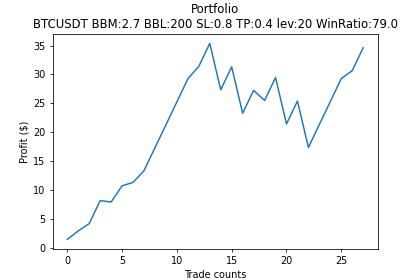 Portfolio
BTCUSDT BBM:2.7 BBL:200 SL:0.8 TP:0.4 lev:20 WinRatio:79.0
Profit ($)
35
30
25
20
15
10
5
0
0 5 10 15 20 25
Trade counts